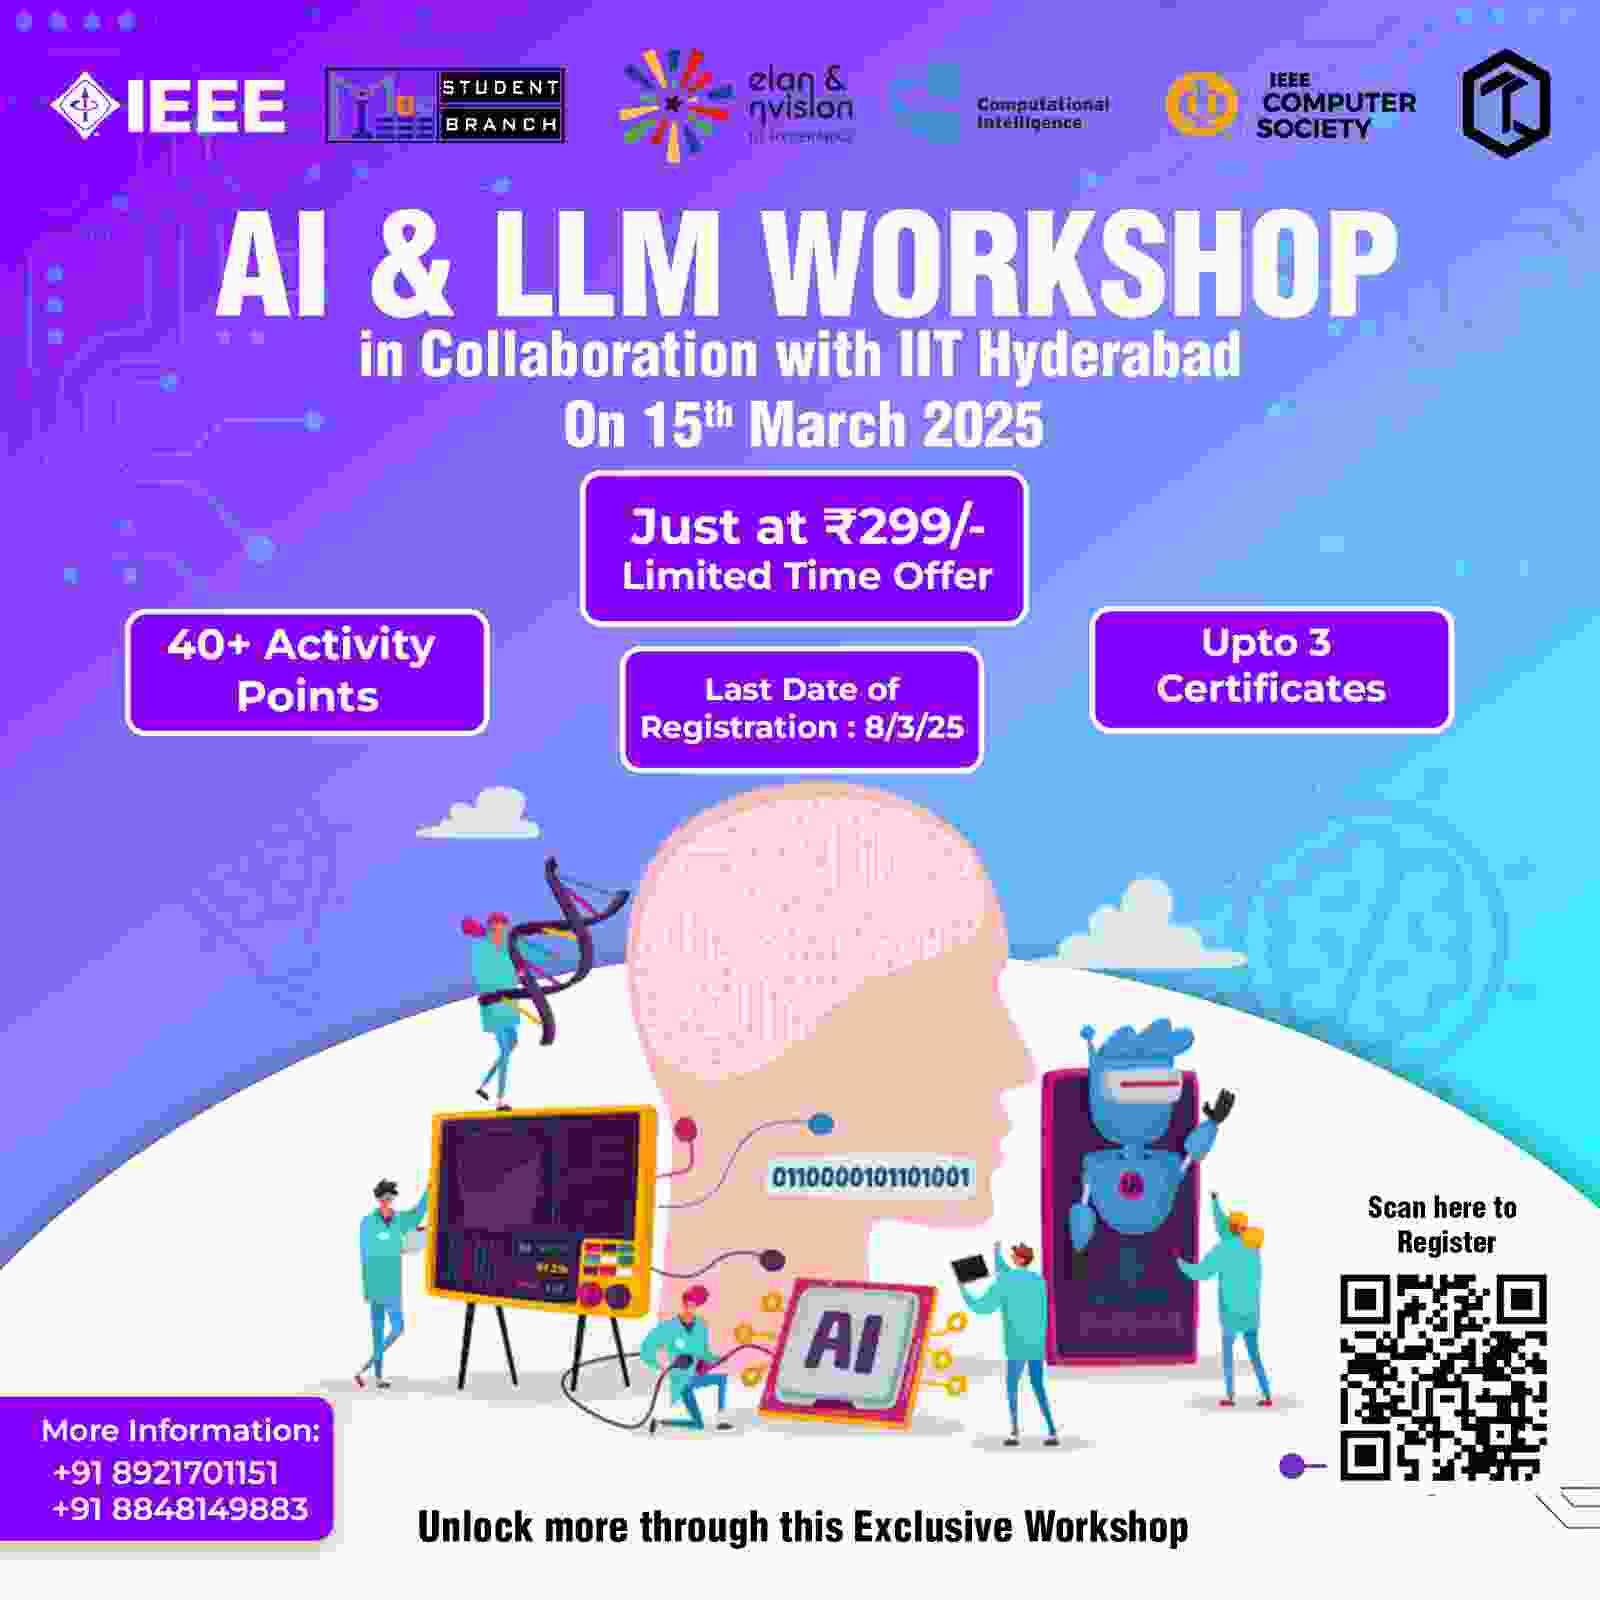 IEEE
STUDENT
BRANCH
elan &
ηvision
Computational
Intelligence
IEEE
COMPUTER
SOCIETY
AI & LLM WORKSHOP
in Collaboration with IIT Hyderabad
On 15th March 2025
Just at ₹299/-
Limited Time Offer
40+ Activity
Points
Last Date of
Registration : 8/3/25
Upto 3
Certificates
0110000101101001
AI
Scan here to
Register
More Information:
+91 8921701151
+91 8848149883
Unlock more through this Exclusive Workshop